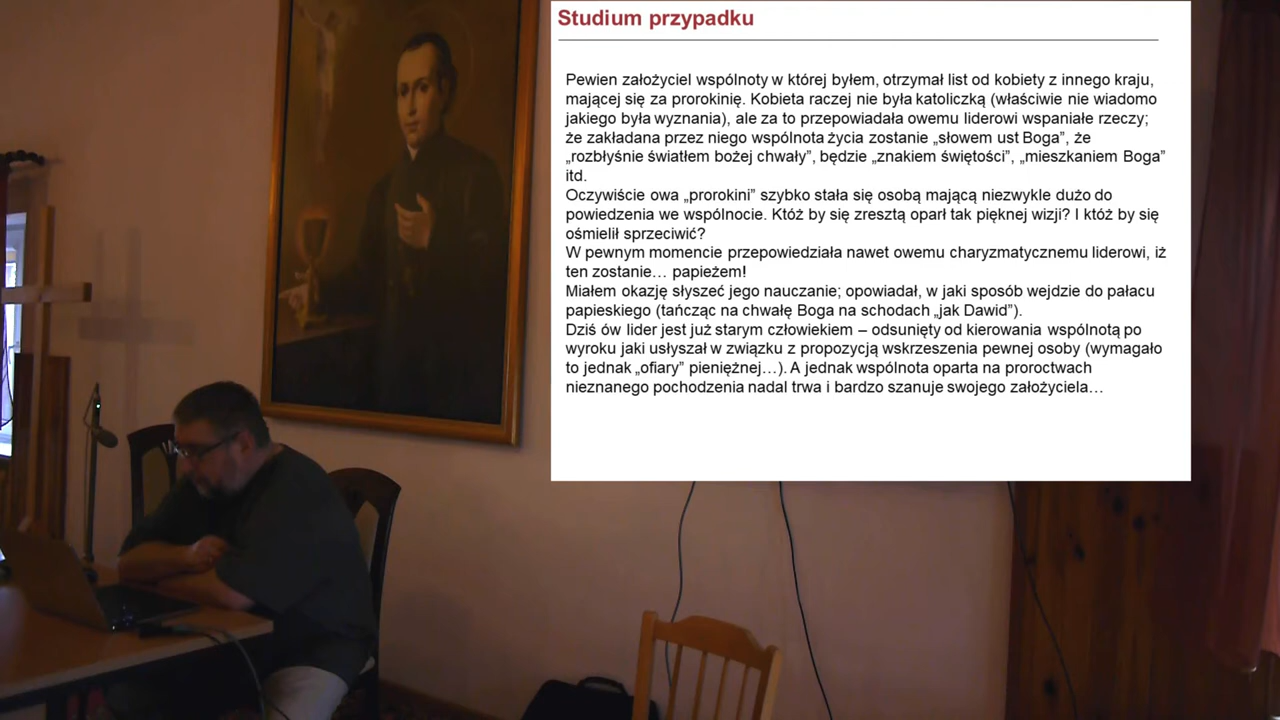 Studium przypadku
Pewien założyciel wspólnoty w której byłem, otrzymał list od kobiety z innego kraju,
mającej się za prorokinię. Kobieta raczej nie była katoliczką (właściwie nie wiadomo
jakiego była wyznania), ale za to przepowiadała owemu liderowi wspaniałe rzeczy;
że zakładana przez niego wspólnota życia zostanie „słowem ust Boga”, że
„rozbłyśnie światłem bożej chwały”, będzie „znakiem świętości”, „mieszkaniem Boga”
itd.
Oczywiście owa „prorokini” szybko stała się osobą mającą niezwykle dużo do
powiedzenia we wspólnocie. Któż by się zresztą oparł tak pięknej wizji? I któż by się
ośmielił sprzeciwić?
W pewnym momencie przepowiedziała nawet owemu charyzmatycznemu liderowi, iż
ten zostanie… papieżem!
Miałem okazję słyszeć jego nauczanie; opowiadał, w jaki sposób wejdzie do pałacu
papieskiego (tańcząc na chwałę Boga na schodach „jak Dawid”).
Dziś ów lider jest już starym człowiekiem – odsunięty od kierowania wspólnotą po
wyroku jaki usłyszał w związku z propozycją wskrzeszenia pewnej osoby (wymagało
to jednak „ofiary” pieniężnej…). A jednak wspólnota oparta na proroctwach
nieznanego pochodzenia nadal trwa i bardzo szanuje swojego założyciela…